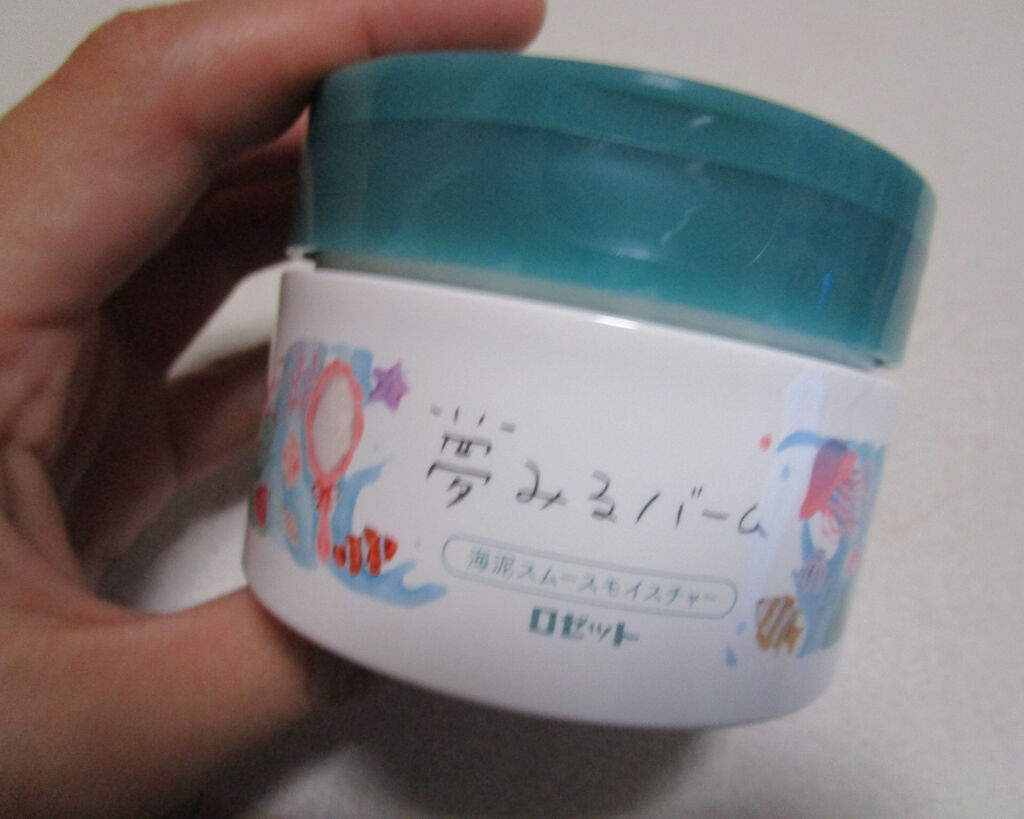 夢みるバーム
海泥スムースモイスチャー
ロゼット